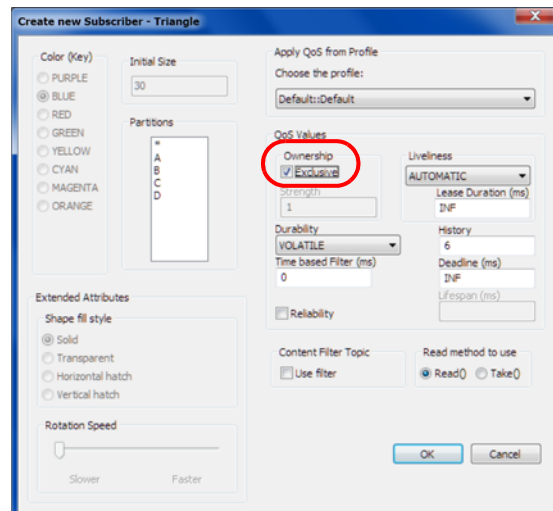 Create new Subscriber - Triangle
Color (Key)
PURPLE
BLUE
RED
GREEN
YELLOW
CYAN
MAGENTA
ORANGE
Initial Size
30
Partitions
*
A
B
C
D
Extended Attributes
Shape fill style
Solid
Transparent
Horizontal hatch
Vertical hatch
Rotation Speed
Slower Faster
Apply QoS from Profile
Choose the profile:
Default::Default
QoS Values
Ownership
Exclusive
Strength
1
Liveliness
AUTOMATIC
Lease Duration (ms)
INF
Durability
VOLATILE
History
6
Time based Filter (ms)
0
Deadline (ms)
INF
Lifespan (ms)
Reliability
Content Filter Topic
Use filter
Read method to use
Read() Take()
OK Cancel